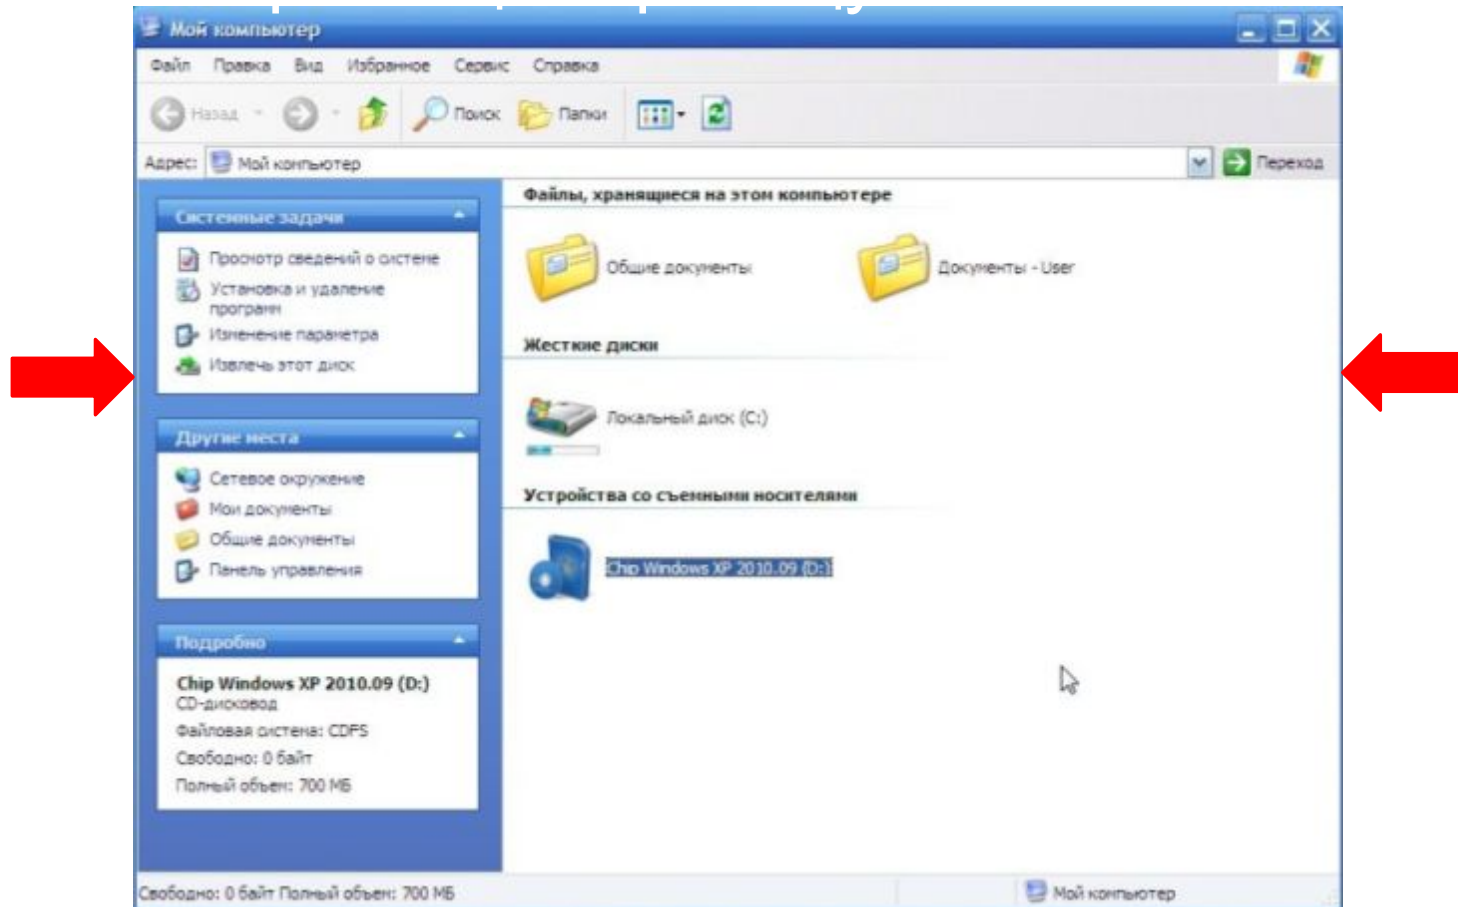 Мой компьютер
Файл Правка Вид Избранное Сервис Справка
Назад Поиск Папки
Адрес: Мой компьютер Переход
Системные задачи
Просмотр сведений о системе
Установка и удаление
программ
Изменение параметра
Извлечь этот диск
Другие места
Сетевое окружение
Мои документы
Общие документы
Панель управления
Подробно
Chip Windows XP 2010.09 (D:)
CD-дисковод
Файловая система: CDFS
Свободно: 0 байт
Полный объем: 700 МБ
Файлы, хранящиеся на этом компьютере
Общие документы Документы - User
Жесткие диски
Локальный диск (C:)
Устройства со съемными носителями
Chip Windows XP 2010.09 (D:)
Свободно: 0 байт Полный объем: 700 МБ Мой компьютер